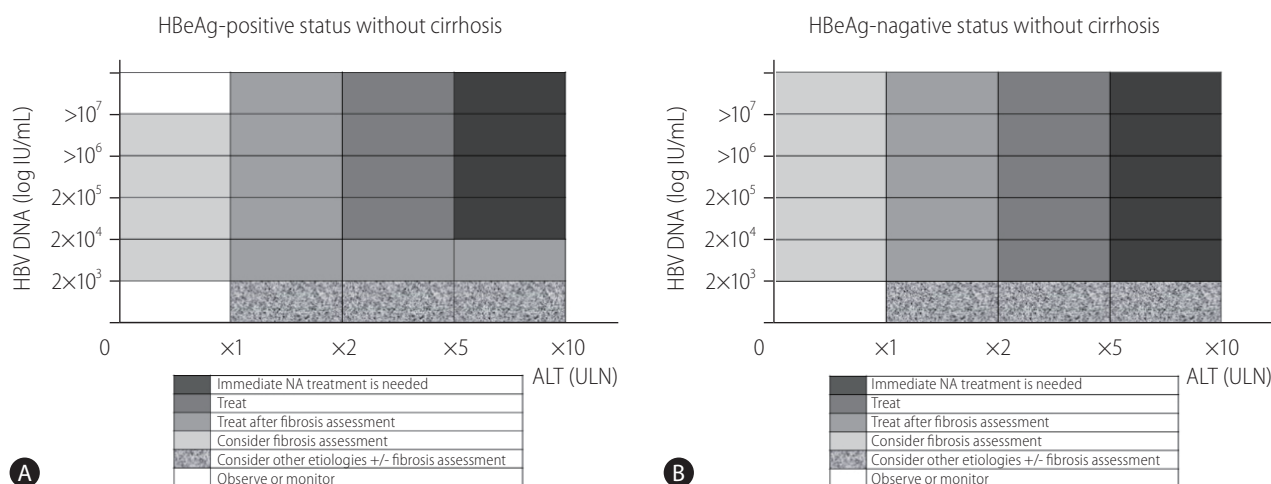 HBeAg-positive status without cirrhosis
HBV DNA (log IU/mL)
>10⁷
>10⁶
2×10⁵
2×10⁴
2×10³
0 ×1 ×2 ×5 ×10
ALT (ULN)
Immediate NA treatment is needed
Treat
Treat after fibrosis assessment
Consider fibrosis assessment
Consider other etiologies +/- fibrosis assessment
Observe or monitor
A
HBeAg-nagative status without cirrhosis
HBV DNA (log IU/mL)
>10⁷
>10⁶
2×10⁵
2×10⁴
2×10³
0 ×1 ×2 ×5 ×10
ALT (ULN)
Immediate NA treatment is needed
Treat
Treat after fibrosis assessment
Consider fibrosis assessment
Consider other etiologies +/- fibrosis assessment
Observe or monitor
B